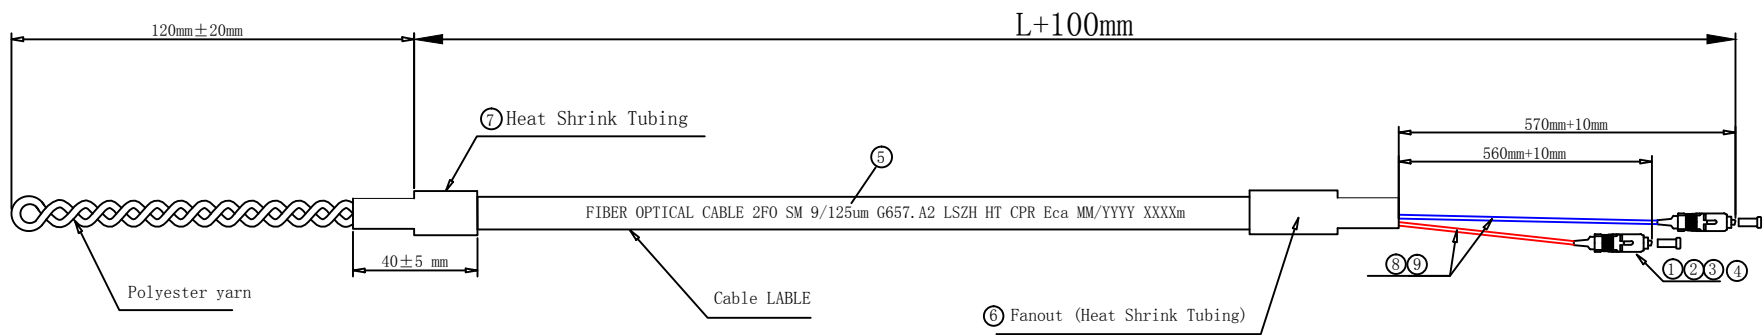 120mm±20mm
L+100mm
⑦ Heat Shrink Tubing
⑤
570mm+10mm
560mm+10mm
FIBER OPTICAL CABLE 2FO SM 9/125um G657.A2 LSZH HT CPR Eca MM/YYYY XXXXm
40±5 mm
⑧⑨
①②③④
Polyester yarn
Cable LABLE
⑥ Fanout (Heat Shrink Tubing)